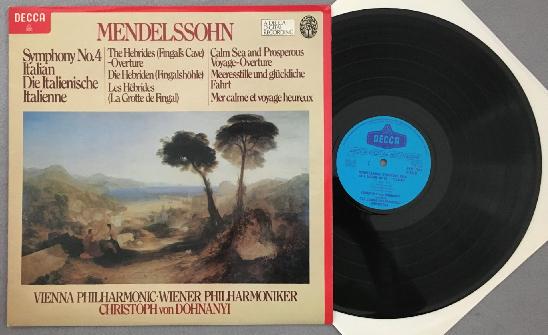 DECCA
MENDELSSOHN
A DECCA
DIGITAL
RECORDING
Symphony No.4
Italian
Die Italienische
Italienne
The Hebrides (Fingal's Cave)
-Overture
Die Hebriden (Fingalshöhle)
Les Hébrides
(La Grotte de Fingal)
Calm Sea and Prosperous
Voyage-Overture
Meeresstille und glückliche
Fahrt
Mer calme et voyage heureux
VIENNA PHILHARMONIC·WIENER PHILHARMONIKER
CHRISTOPH von DOHNANYI
DECCA